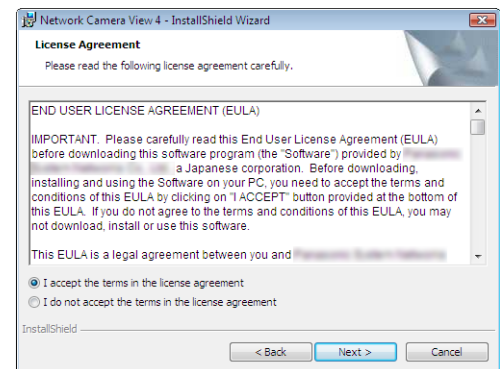 Network Camera View 4 - InstallShield Wizard
License Agreement
Please read the following license agreement carefully.
END USER LICENSE AGREEMENT (EULA)
IMPORTANT. Please carefully read this End User License Agreement (EULA)
before downloading this software program (the "Software") provided by
a Japanese corporation. Before downloading,
installing and using the Software on your PC, you need to accept the terms and
conditions of this EULA by clicking on "I ACCEPT" button provided at the bottom of
this EULA. If you do not agree to the terms and conditions of this EULA, you may
not download, install or use this software.
This EULA is a legal agreement between you and
I accept the terms in the license agreement
I do not accept the terms in the license agreement
InstallShield
< Back Next > Cancel